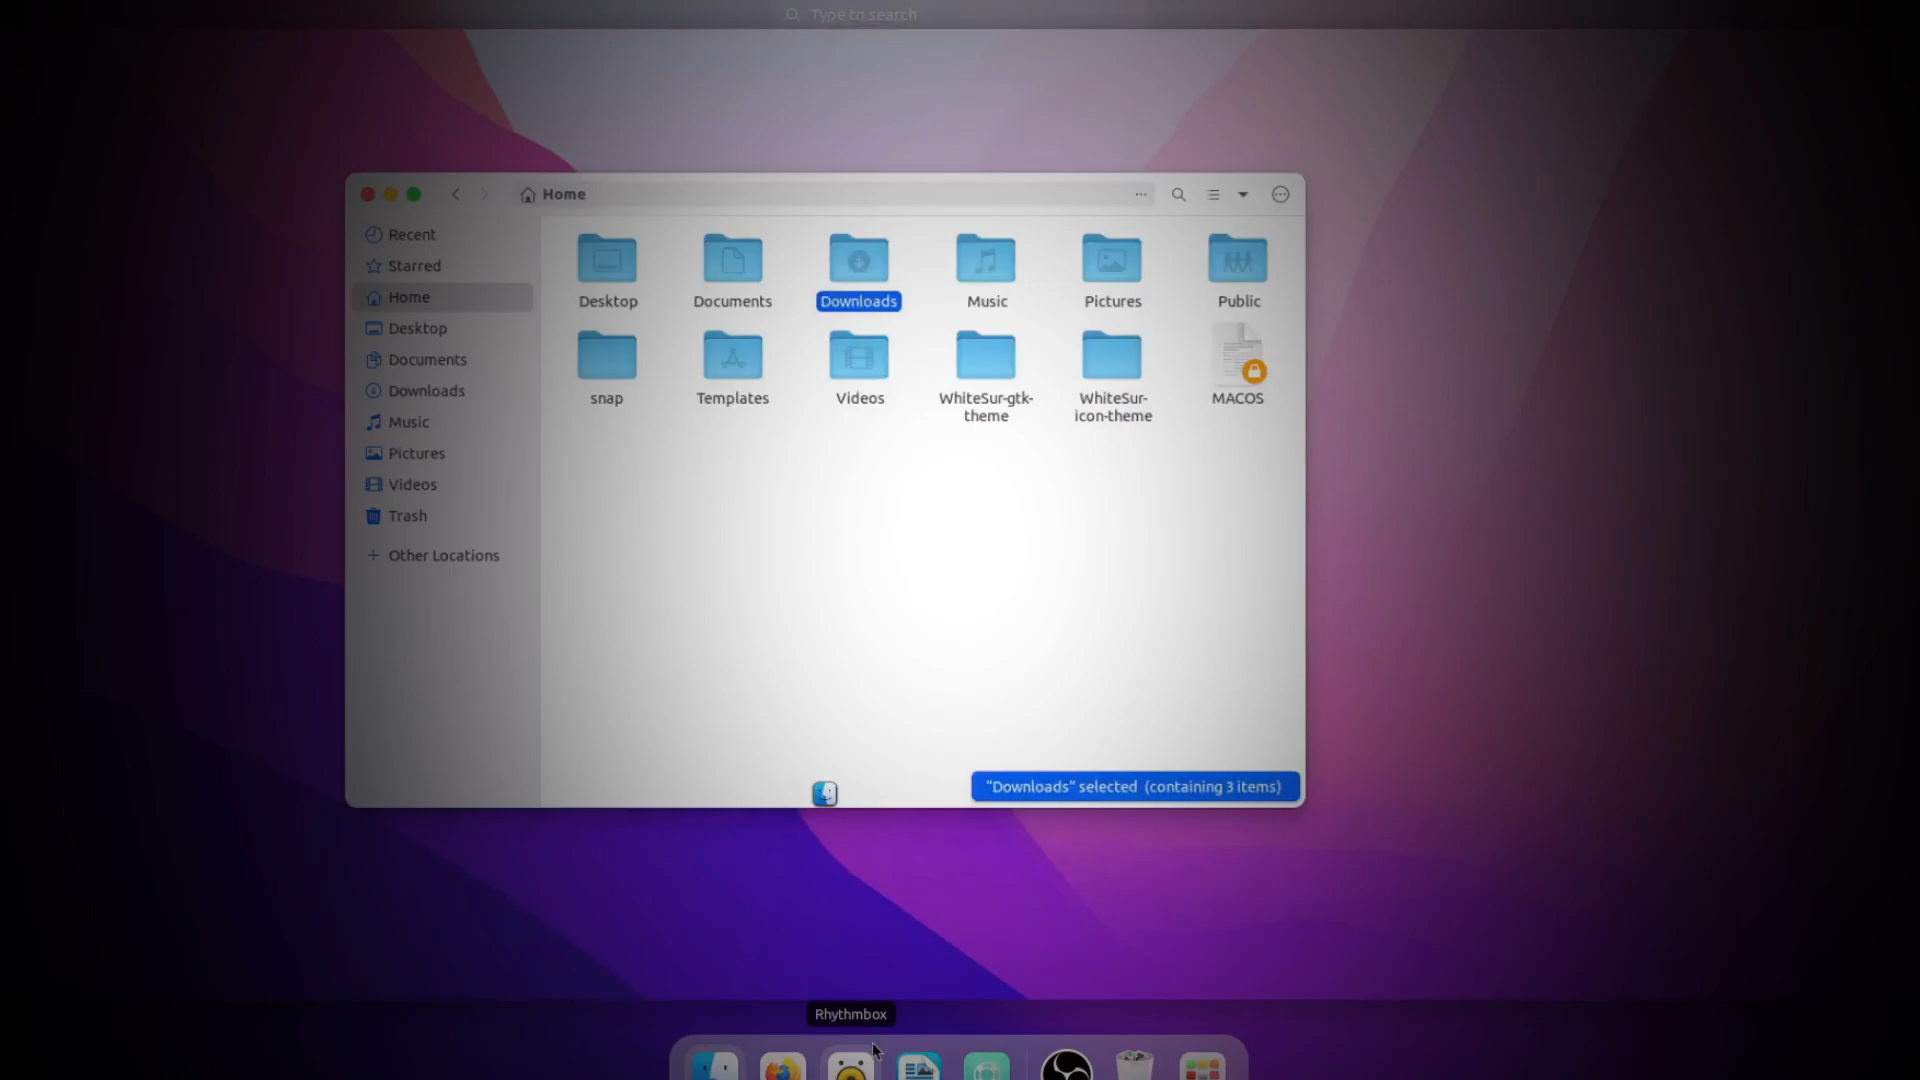 Type to search
Home
Recent
Starred
Home
Desktop
Documents
Downloads
Music
Pictures
Videos
Trash
Other Locations
Desktop
Documents
Downloads
Music
Pictures
Public
snap
Templates
Videos
WhiteSur-gtk-
theme
WhiteSur-
icon-theme
MACOS
“Downloads” selected (containing 3 items)
Rhythmbox